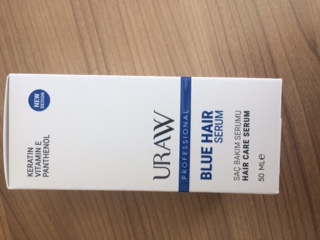 NEW
DESIGN
KERATIN
VITAMIN E
PANTHENOL
URAW
PROFESSIONAL
BLUE HAIR
SERUM
SAÇ BAKIM SERUMU
HAIR CARE SERUM
50 ML℮